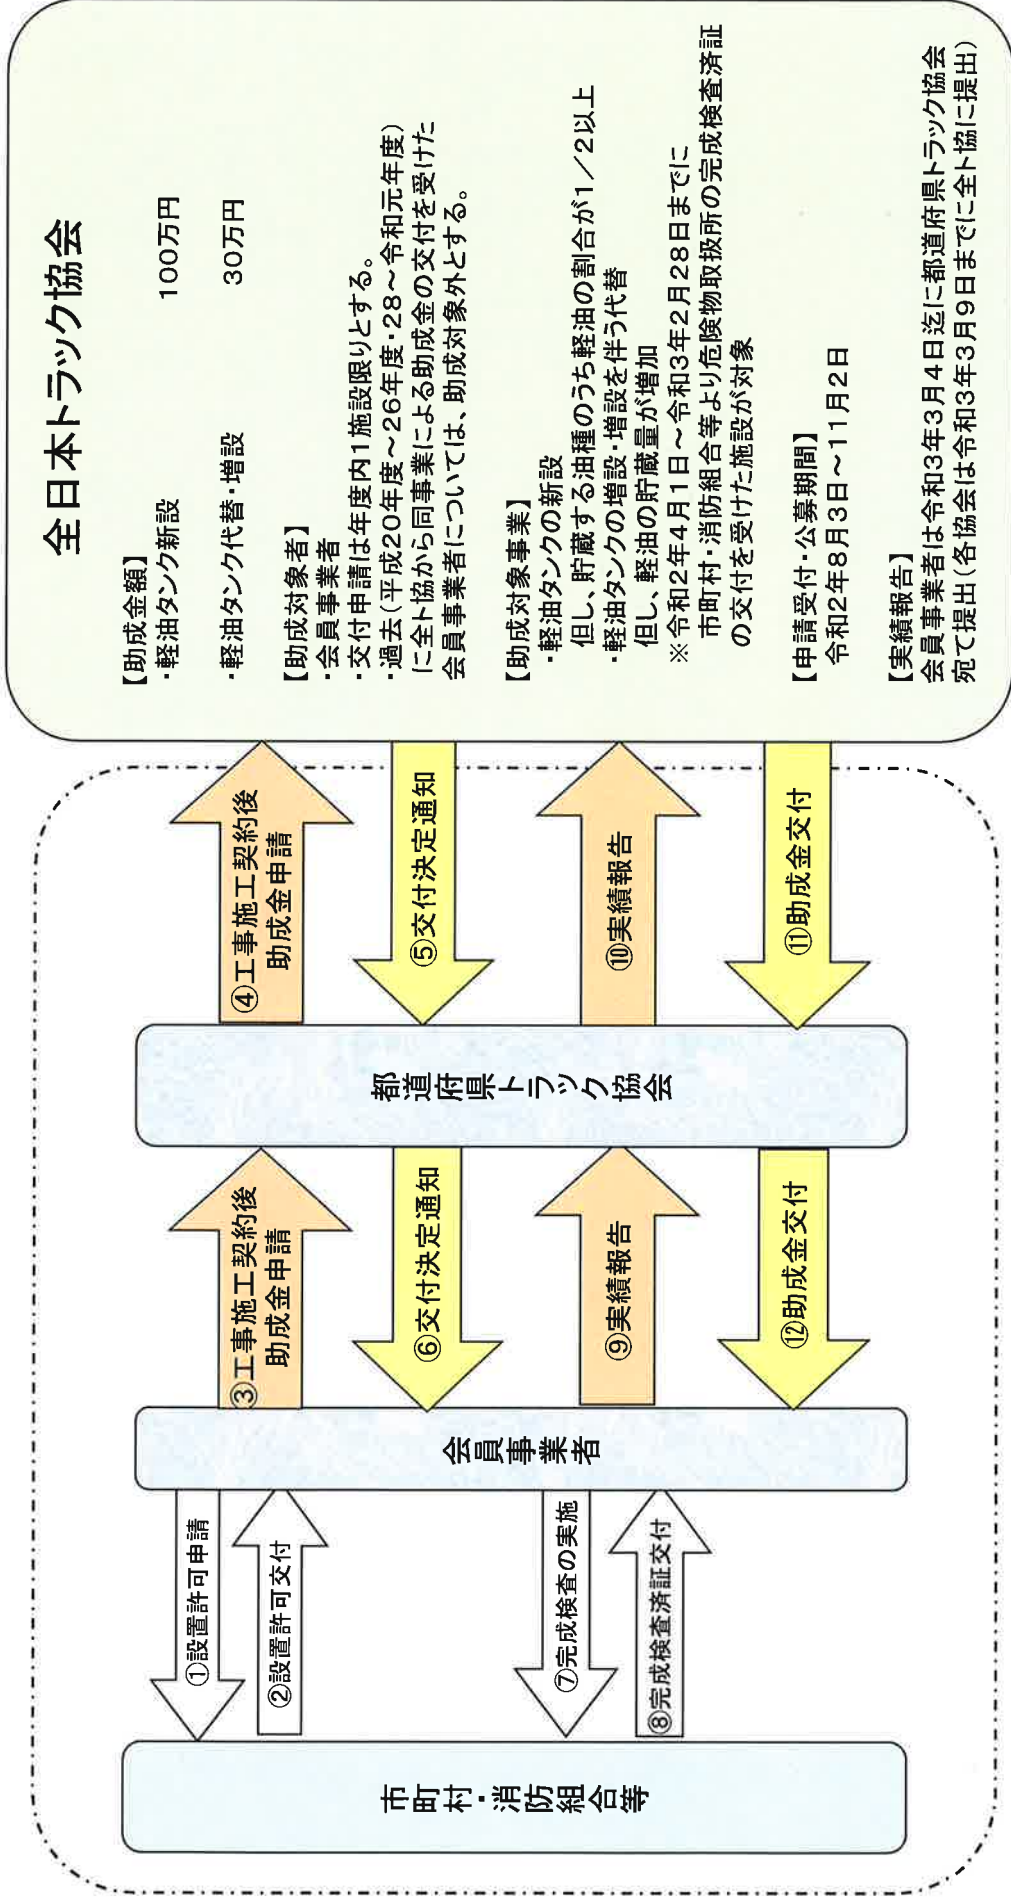 市町村・消防組合等
①設置許可申請
②設置許可交付
⑦完成検査の実施
⑧完成検査済証交付
会員事業者
③工事施工契約後
助成金申請
⑥交付決定通知
⑨実績報告
⑫助成金交付
都道府県トラック協会
④工事施工契約後
助成金申請
⑤交付決定通知
⑩実績報告
⑪助成金交付
全日本トラック協会
【助成金額】
・軽油タンク新設 100万円
・軽油タンク代替・増設 30万円
【助成対象者】
・会員事業者
・交付申請は年度内1施設限りとする。
・過去(平成20年度~26年度・28~令和元年度)
に全ト協から同事業による助成金の交付を受けた
会員事業者については、助成対象外とする。
【助成対象事業】
・軽油タンクの新設
但し、貯蔵する油種のうち軽油の割合が1/2以上
・軽油タンクの増設・増設を伴う代替
但し、軽油の貯蔵量が増加
※令和2年4月1日~令和3年2月28日までに
市町村・消防組合等より危険物取扱所の完成検査済証
の交付を受けた施設が対象
【申請受付・公募期間】
令和2年8月3日~11月2日
【実績報告】
会員事業者は令和3年3月4日迄に都道府県トラック協会
宛て提出(各協会は令和3年3月9日までに全ト協に提出)